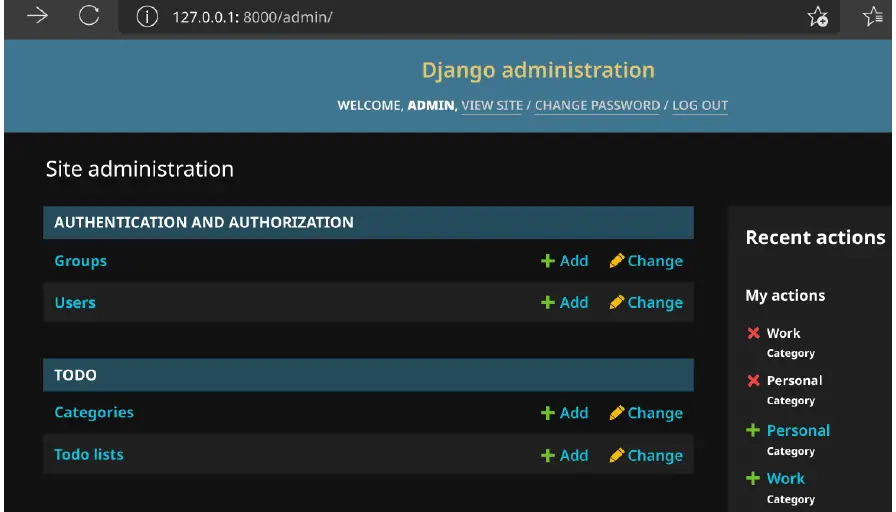 127.0.0.1: 8000/admin/
Django administration
WELCOME, ADMIN, VIEW SITE / CHANGE PASSWORD / LOG OUT
Site administration
AUTHENTICATION AND AUTHORIZATION
Groups Add Change
Users Add Change
TODO
Categories Add Change
Todo lists Add Change
Recent actions
My actions
Work
Category
Personal
Category
Personal
Category
Work
Category